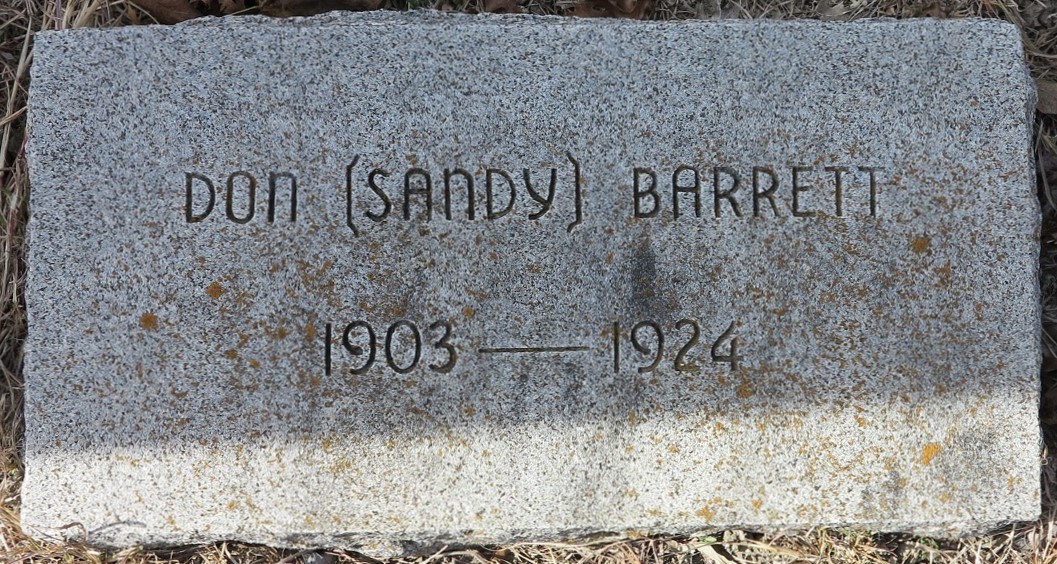 DON (SANDY) BARRETT
1903 — 1924